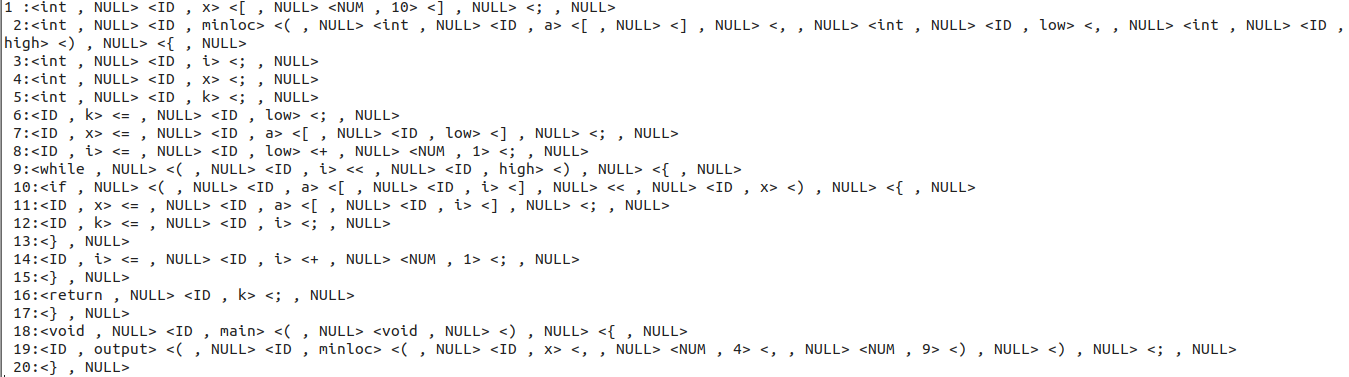 1 :<int , NULL> <ID , x> <[ , NULL> <NUM , 10> <] , NULL> <; , NULL>
2:<int , NULL> <ID , minloc> <( , NULL> <int , NULL> <ID , a> <[ , NULL> <] , NULL> <, , NULL> <int , NULL> <ID , low> <, , NULL> <int , NULL> <ID ,
high> <) , NULL> <{ , NULL>
3:<int , NULL> <ID , i> <; , NULL>
4:<int , NULL> <ID , x> <; , NULL>
5:<int , NULL> <ID , k> <; , NULL>
6:<ID , k> <= , NULL> <ID , low> <; , NULL>
7:<ID , x> <= , NULL> <ID , a> <[ , NULL> <ID , low> <] , NULL> <; , NULL>
8:<ID , i> <= , NULL> <ID , low> <+ , NULL> <NUM , 1> <; , NULL>
9:<while , NULL> <( , NULL> <ID , i> << , NULL> <ID , high> <) , NULL> <{ , NULL>
10:<if , NULL> <( , NULL> <ID , a> <[ , NULL> <ID , i> <] , NULL> << , NULL> <ID , x> <) , NULL> <{ , NULL>
11:<ID , x> <= , NULL> <ID , a> <[ , NULL> <ID , i> <] , NULL> <; , NULL>
12:<ID , k> <= , NULL> <ID , i> <; , NULL>
13:<} , NULL>
14:<ID , i> <= , NULL> <ID , i> <+ , NULL> <NUM , 1> <; , NULL>
15:<} , NULL>
16:<return , NULL> <ID , k> <; , NULL>
17:<} , NULL>
18:<void , NULL> <ID , main> <( , NULL> <void , NULL> <) , NULL> <{ , NULL>
19:<ID , output> <( , NULL> <ID , minloc> <( , NULL> <ID , x> <, , NULL> <NUM , 4> <, , NULL> <NUM , 9> <) , NULL> <) , NULL> <; , NULL>
20:<} , NULL>